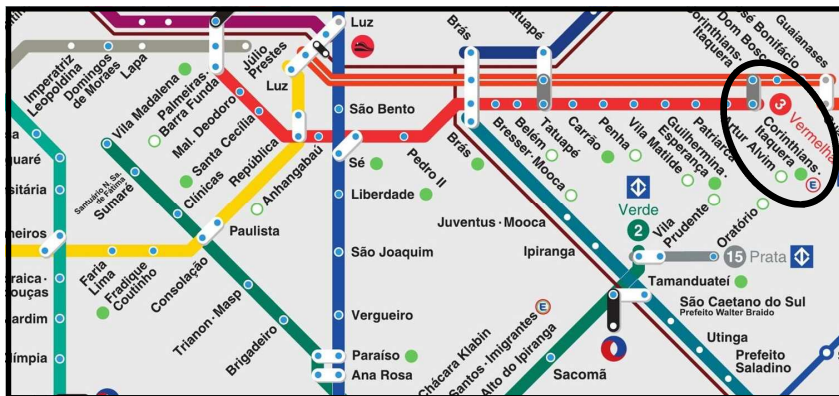 Luz
Brás
Tatuapé
Corinthians-
Itaquera
Dom Bosco
José Bonifácio
Guaianases
Imperatriz
Leopoldina
Domingos
de Moraes
Lapa
Vila Madalena
Palmeiras-
Barra Funda
Júlio
Prestes
Luz
Mal. Deodoro
Santa Cecília
São Bento
República
Anhangabaú
Sé
Pedro II
Brás
Bresser-Mooca
Belém
Tatuapé
Carrão
Penha
Vila Matilde
Guilhermina-
Esperança
Patriarca
Artur Alvim
Corinthians-
Itaquera
3
Vermelha
E
Santuário N. Sa.
de Fátima
Sumaré
Clínicas
Liberdade
Paulista
Consolação
São Joaquim
Faria
Lima
Fradique
Coutinho
Trianon-Masp
Brigadeiro
Vergueiro
Paraíso
Ana Rosa
Juventus-Mooca
Ipiranga
Verde
2
Vila
Prudente
Oratório
15 Prata
Tamanduateí
São Caetano do Sul
Prefeito Walter Braido
Utinga
Prefeito
Saladino
Chácara Klabin
Santos-Imigrantes
E
Alto do Ipiranga
Sacomã